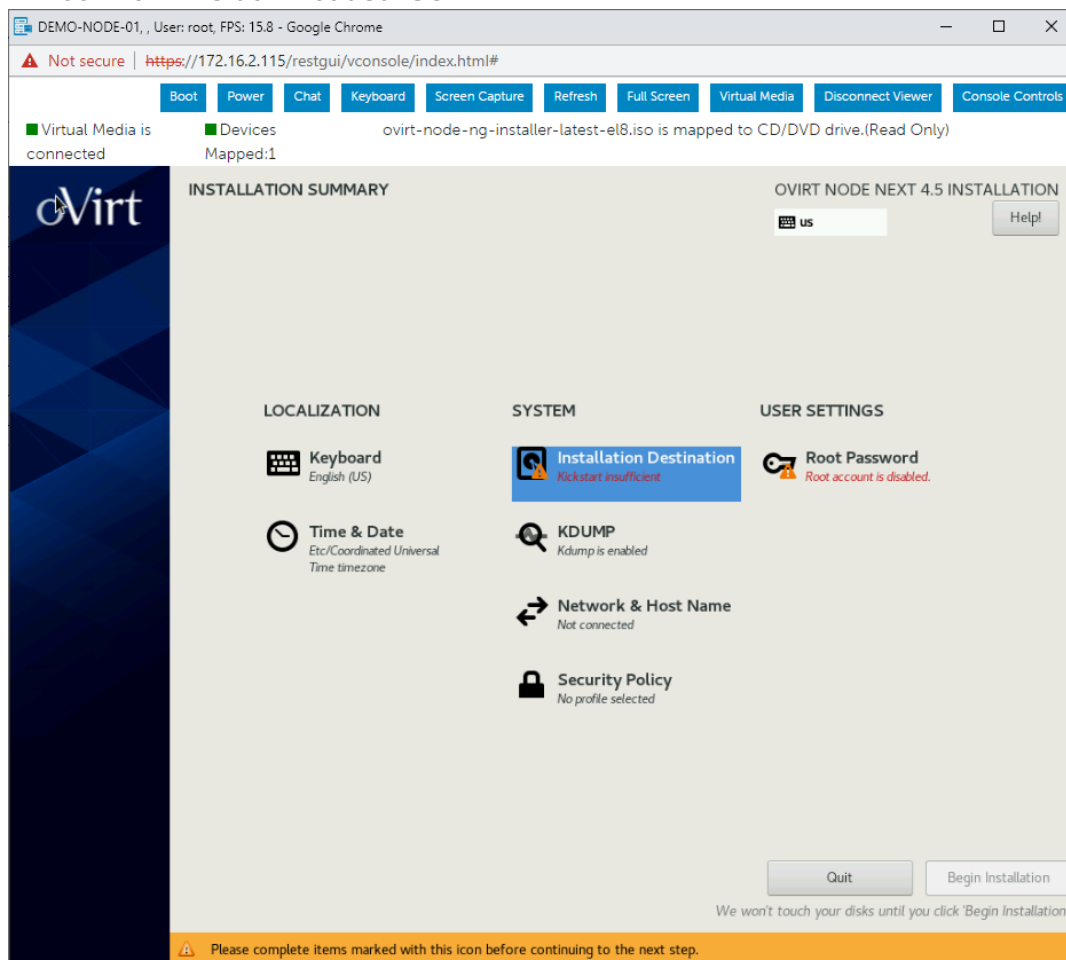 DEMO-NODE-01, , User: root, FPS: 15.8 - Google Chrome
Not secure | https://172.16.2.115/restgui/vconsole/index.html#
Boot Power Chat Keyboard Screen Capture Refresh Full Screen Virtual Media Disconnect Viewer Console Controls
Virtual Media is connected
Devices Mapped:1
ovirt-node-ng-installer-latest-el8.iso is mapped to CD/DVD drive.(Read Only)
oVirt
INSTALLATION SUMMARY
OVIRT NODE NEXT 4.5 INSTALLATION
us
Help!
LOCALIZATION
Keyboard
English (US)
Time & Date
Etc/Coordinated Universal
Time timezone
SYSTEM
Installation Destination
Kickstart insufficient
KDUMP
Kdump is enabled
Network & Host Name
Not connected
Security Policy
No profile selected
USER SETTINGS
Root Password
Root account is disabled.
Quit
Begin Installation
We won't touch your disks until you click 'Begin Installation
Please complete items marked with this icon before continuing to the next step.